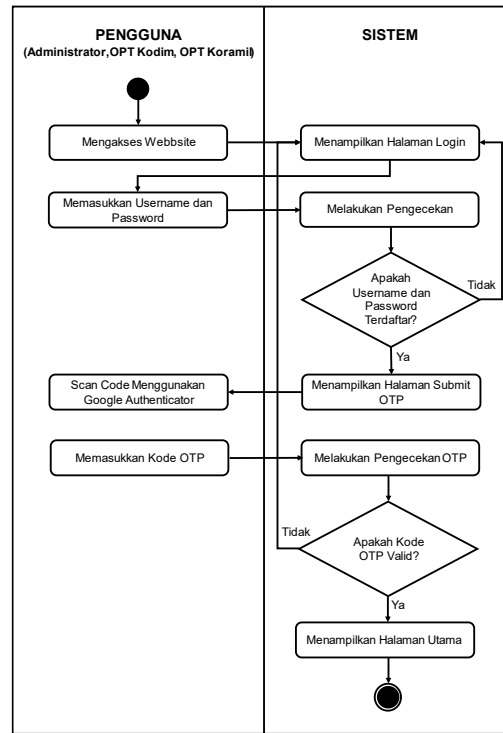 PENGGUNA
(Administrator,OPT Kodim, OPT Koramil)
SISTEM
Mengakses Webbsite
Menampilkan Halaman Login
Memasukkan Username dan
Password
Melakukan Pengecekan
Apakah
Username dan
Password
Terdaftar?
Tidak
Ya
Scan Code Menggunakan
Google Authenticator
Menampilkan Halaman Submit
OTP
Memasukkan Kode OTP
Melakukan Pengecekan OTP
Tidak
Apakah Kode
OTP Valid?
Ya
Menampilkan Halaman Utama